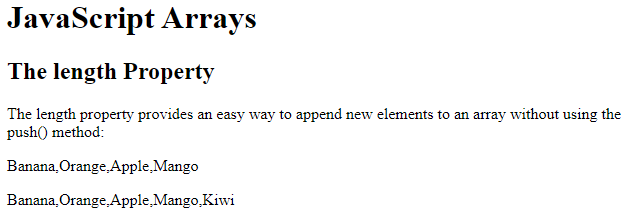 JavaScript Arrays
The length Property
The length property provides an easy way to append new elements to an array without using the
push() method:
Banana,Orange,Apple,Mango
Banana,Orange,Apple,Mango,Kiwi